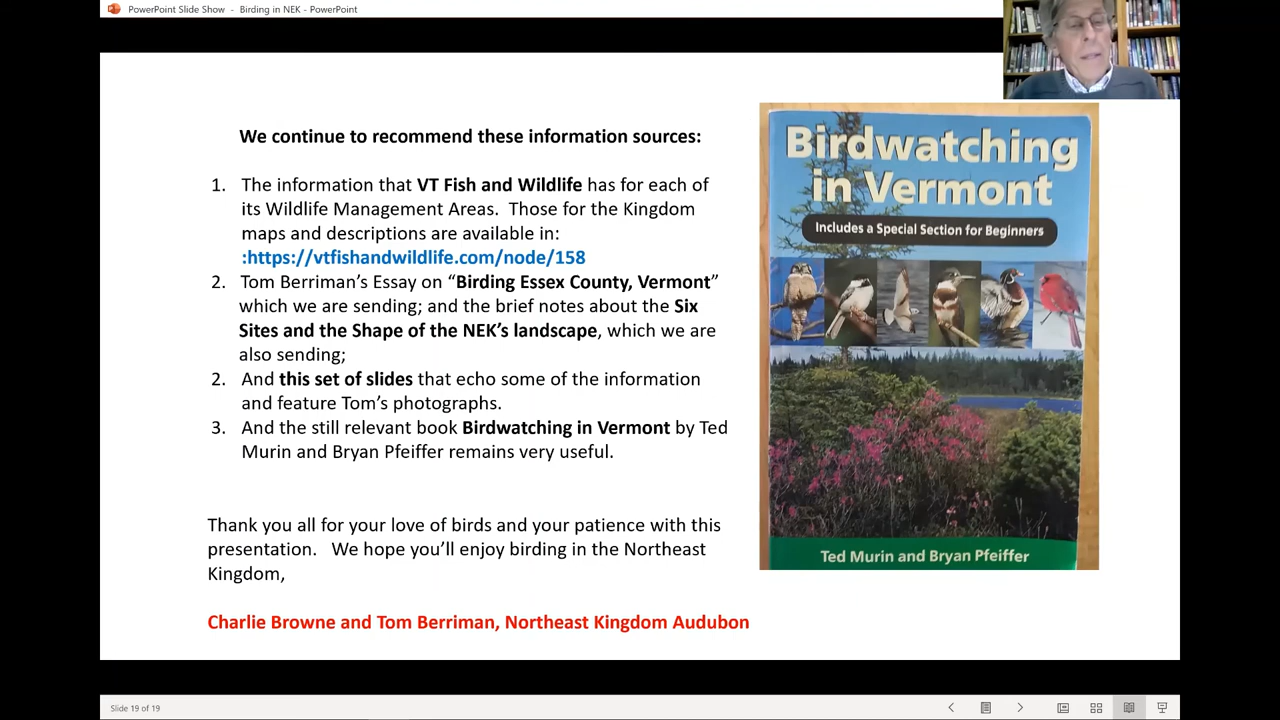 PowerPoint Slide Show - Birding in NEK - PowerPoint
We continue to recommend these information sources:
1. The information that VT Fish and Wildlife has for each of
its Wildlife Management Areas. Those for the Kingdom
maps and descriptions are available in:
:https://vtfishandwildlife.com/node/158
2. Tom Berriman’s Essay on “Birding Essex County, Vermont”
which we are sending; and the brief notes about the Six
Sites and the Shape of the NEK’s landscape, which we are
also sending;
2. And this set of slides that echo some of the information
and feature Tom’s photographs.
3. And the still relevant book Birdwatching in Vermont by Ted
Murin and Bryan Pfeiffer remains very useful.
Thank you all for your love of birds and your patience with this
presentation. We hope you’ll enjoy birding in the Northeast
Kingdom,
Charlie Browne and Tom Berriman, Northeast Kingdom Audubon
Birdwatching
in Vermont
Includes a Special Section for Beginners
Ted Murin and Bryan Pfeiffer
Slide 19 of 19